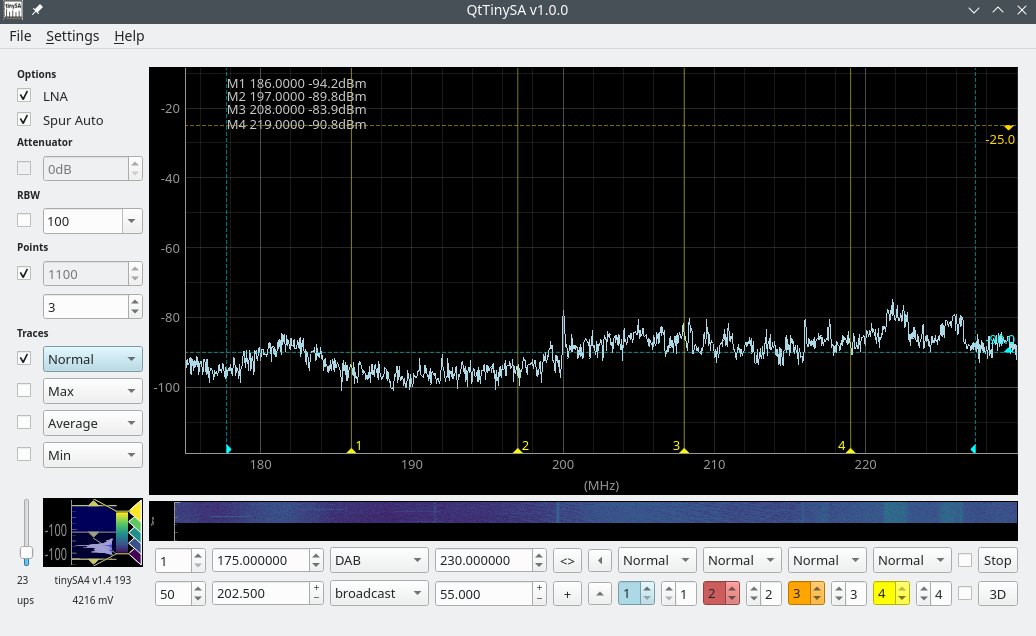 QtTinySA v1.0.0
File Settings Help
Options
LNA
Spur Auto
Attenuator
0dB
RBW
100
Points
1100
3
Traces
Normal
Max
Average
Min
M1 186.0000 -94.2dBm
M2 197.0000 -89.8dBm
M3 208.0000 -83.9dBm
M4 219.0000 -90.8dBm
-20
-25.0
-40
-60
-80
-100
1 2 3 4
180 190 200 210 220
(MHz)
-100
-100
23 tinySA4 v1.4 193
ups 4216 mV
1 175.000000 DAB 230.000000 <> Normal Normal Normal Normal Stop
50 202.500 broadcast 55.000 + 1 1 2 2 3 3 4 4 3D